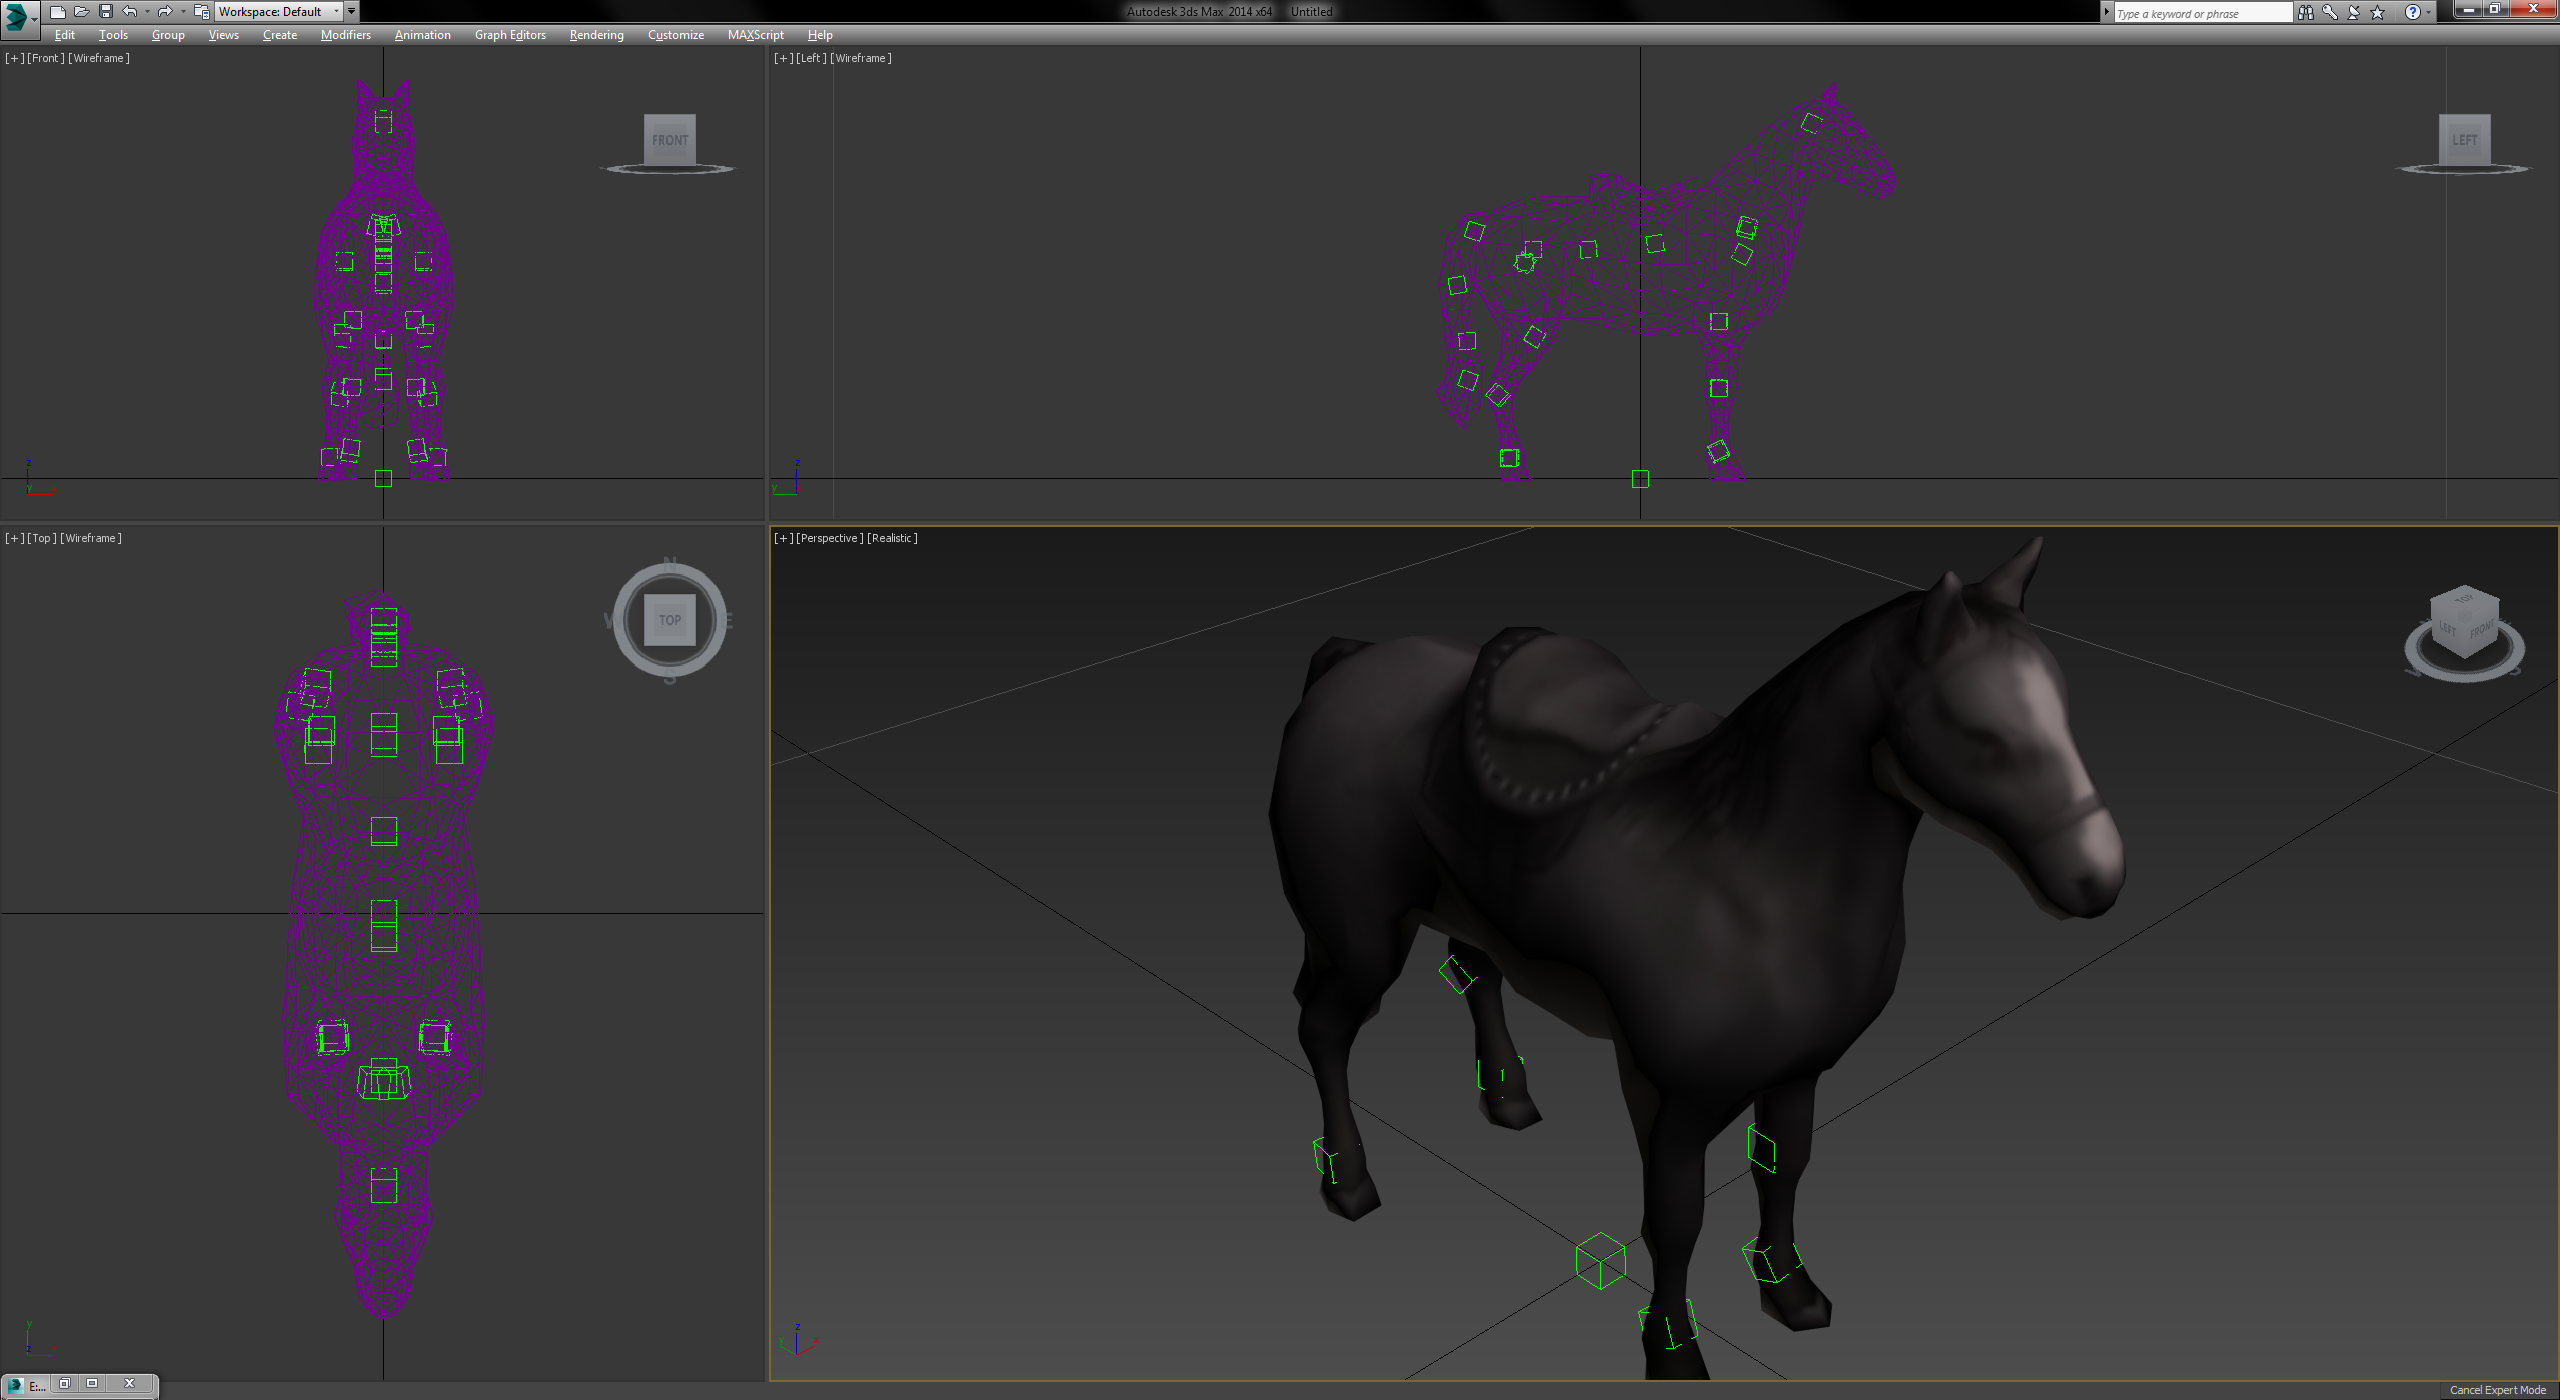 Workspace: Default
Autodesk 3ds Max 2014 x64 Untitled
Type a keyword or phrase
Edit Tools Group Views Create Modifiers Animation Graph Editors Rendering Customize MAXScript Help
[+] [Front] [Wireframe]
[+] [Left] [Wireframe]
FRONT
LEFT
z
y
z
y
[+] [Top] [Wireframe]
[+] [Perspective] [Realistic]
N
W
TOP
E
S
TOP
LEFT
FRONT
y
z
x
z
y
x
E:...
Cancel Expert Mode